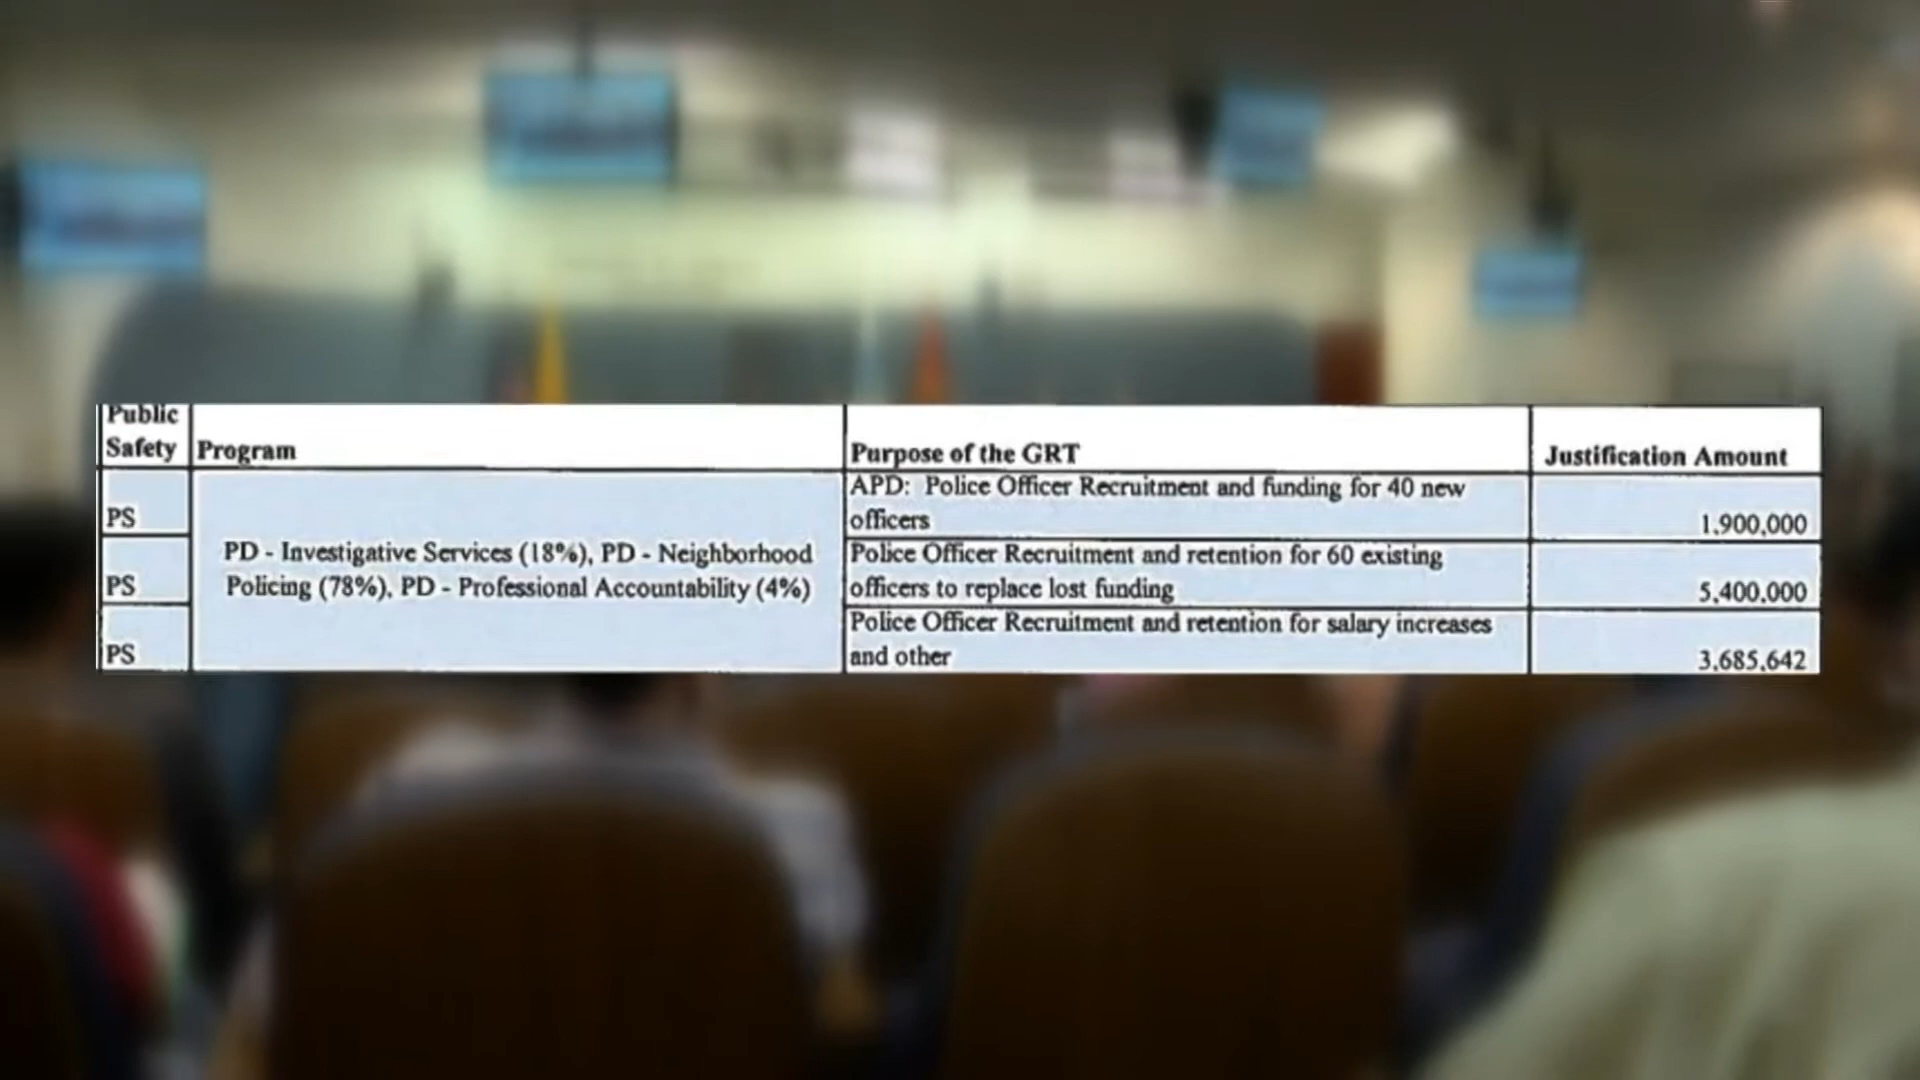 Public
Safety
Program
Purpose of the GRT
Justification Amount
PS
PD - Investigative Services (18%), PD - Neighborhood
Policing (78%), PD - Professional Accountability (4%)
APD: Police Officer Recruitment and funding for 40 new
officers
1,900,000
PS
Police Officer Recruitment and retention for 60 existing
officers to replace lost funding
5,400,000
PS
Police Officer Recruitment and retention for salary increases
and other
3,685,642